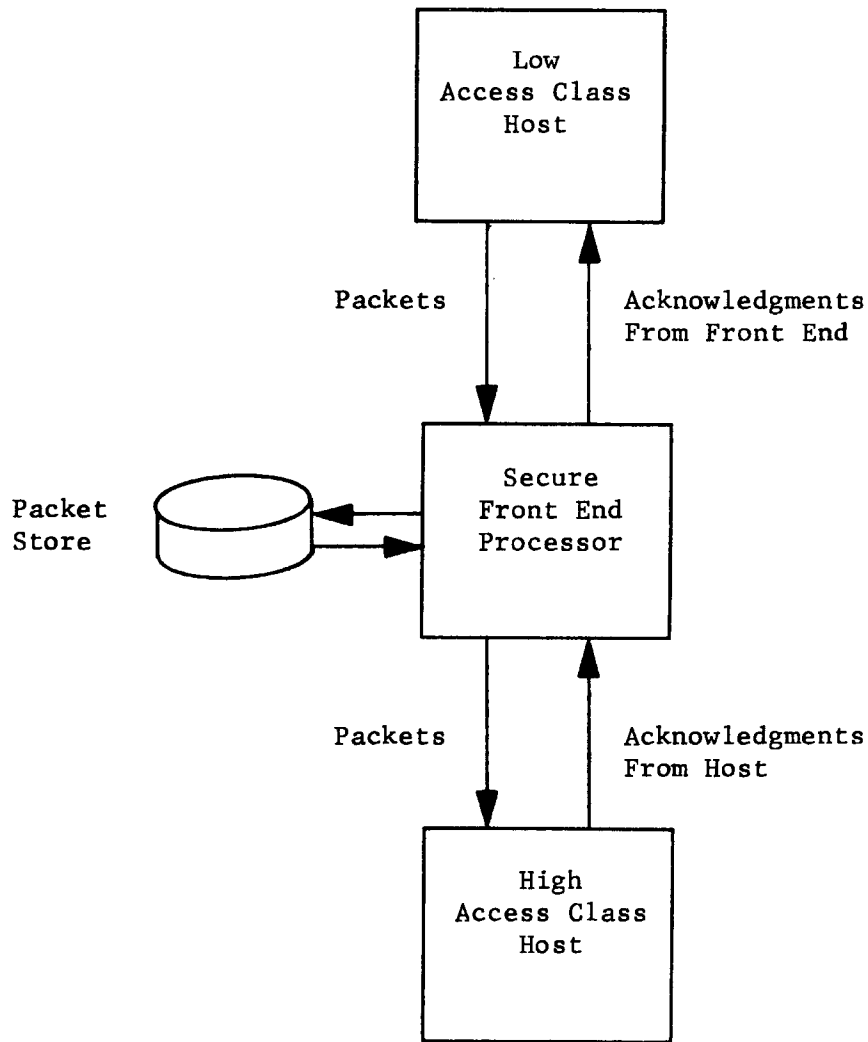 Low
Access Class
Host
Packets
Acknowledgments
From Front End
Secure
Front End
Processor
Packet
Store
Packets
Acknowledgments
From Host
High
Access Class
Host